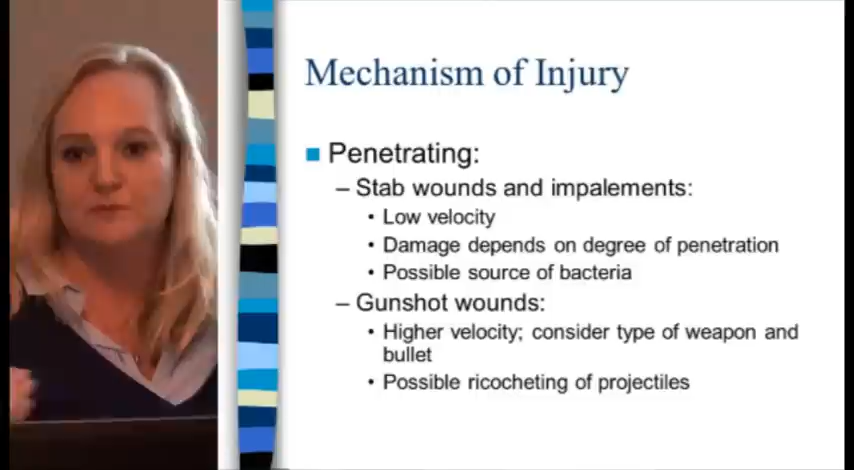 Mechanism of Injury
Penetrating:
– Stab wounds and impalements:
• Low velocity
• Damage depends on degree of penetration
• Possible source of bacteria
– Gunshot wounds:
• Higher velocity; consider type of weapon and
bullet
• Possible ricocheting of projectiles